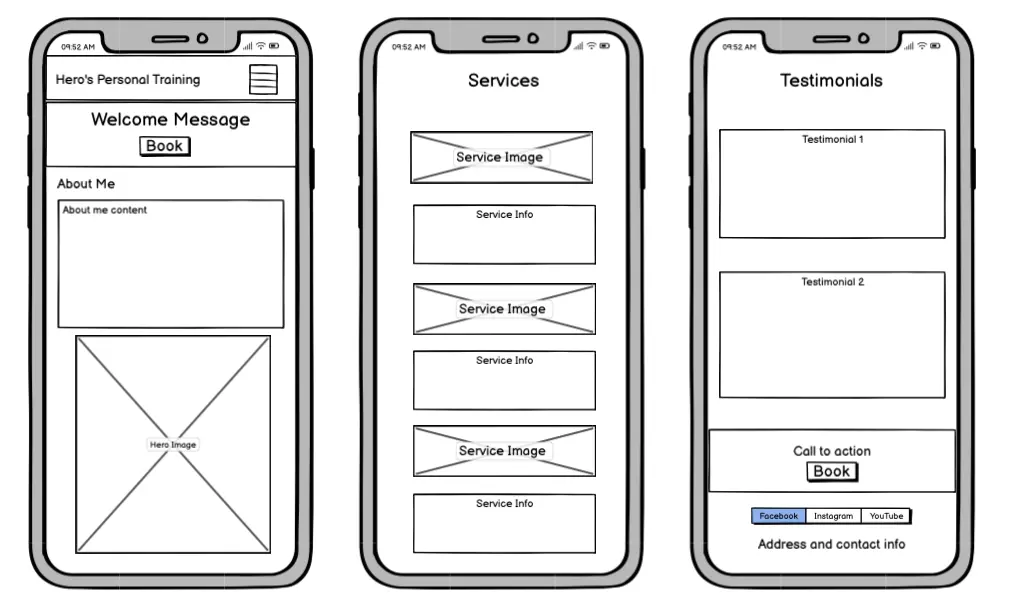 09:52 AM
Hero's Personal Training
Welcome Message
Book
About Me
About me content
Hero Image
09:52 AM
Services
Service Image
Service Info
Service Image
Service Info
Service Image
Service Info
09:52 AM
Testimonials
Testimonial 1
Testimonial 2
Call to action
Book
Facebook Instagram YouTube
Address and contact info